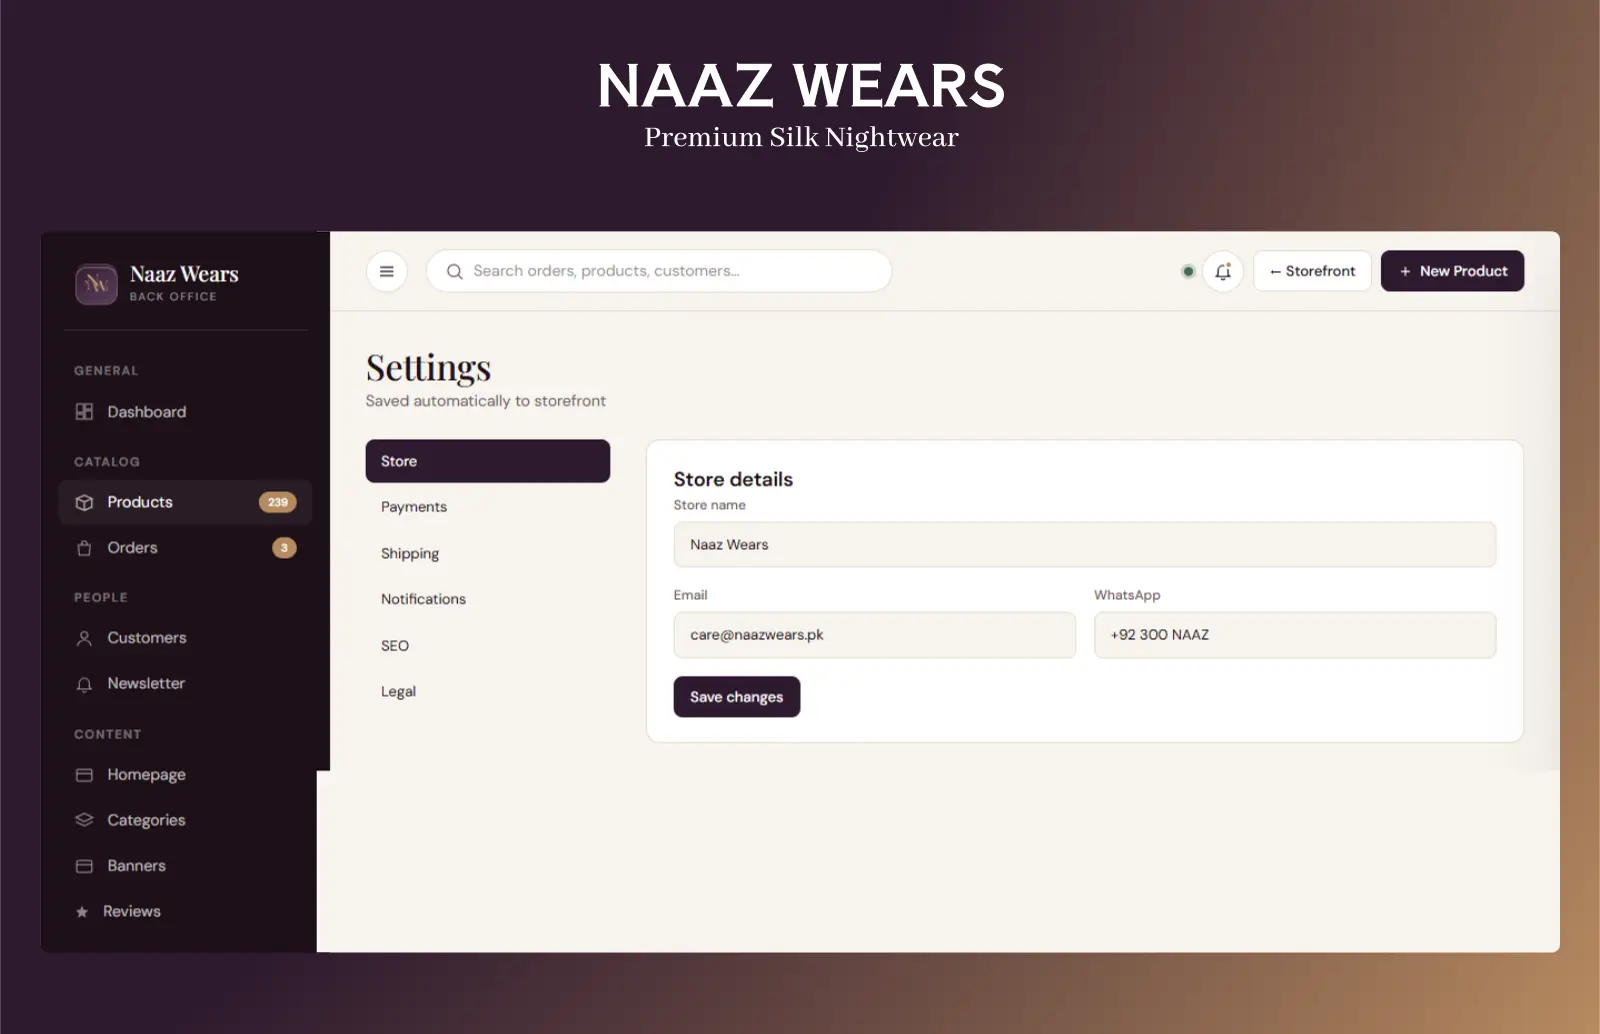 NAAZ WEARS
Premium Silk Nightwear
Naaz Wears
BACK OFFICE
GENERAL
Dashboard
CATALOG
Products 239
Orders 3
PEOPLE
Customers
Newsletter
CONTENT
Homepage
Categories
Banners
Reviews
Search orders, products, customers...
← Storefront
+ New Product
Settings
Saved automatically to storefront
Store
Payments
Shipping
Notifications
SEO
Legal
Store details
Store name
Naaz Wears
Email
care@naazwears.pk
WhatsApp
+92 300 NAAZ
Save changes